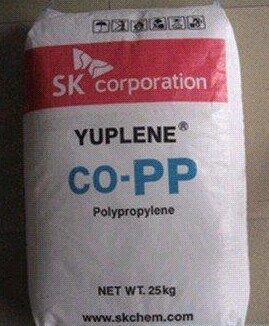 SK corporation
YUPLENE®
CO-PP
Polypropylene
NET WT. 25kg
www.skchem.com